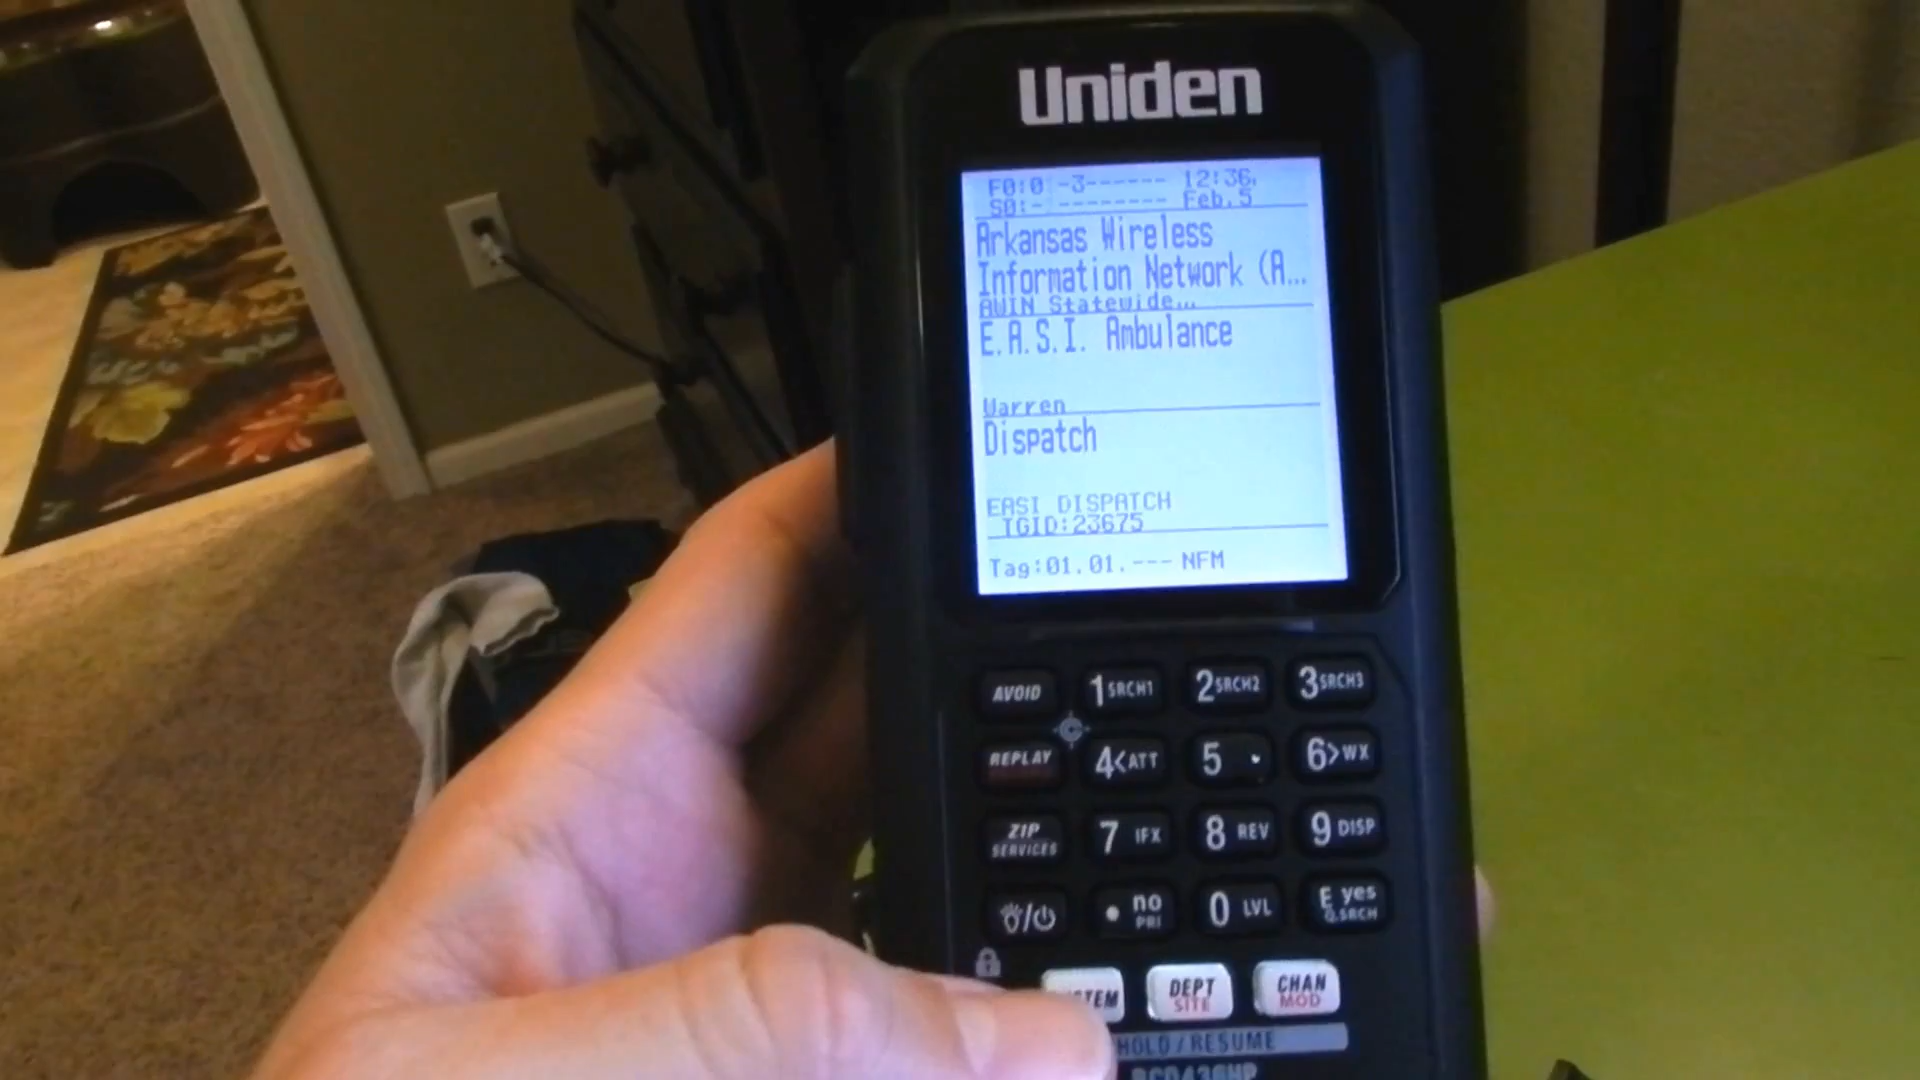 Uniden
F0:0 -3------ 12:36
S0:- -------- Feb. 5
Arkansas Wireless
Information Network (A...
AWIN Statewide...
E.A.S.I. Ambulance
Warren
Dispatch
EASI DISPATCH
TGID:23675
Tag:01.01.--- NFM
AVOID 1 SRCH1 2 SRCH2 3 SRCH3
REPLAY 4 < ATT 5 6 > WX
ZIP SERVICES 7 IFX 8 REV 9 DISP
• no PRI 0 LVL E yes Q.SRCH
DEPT SITE CHAN MOD
HOLD / RESUME
BCD436HP